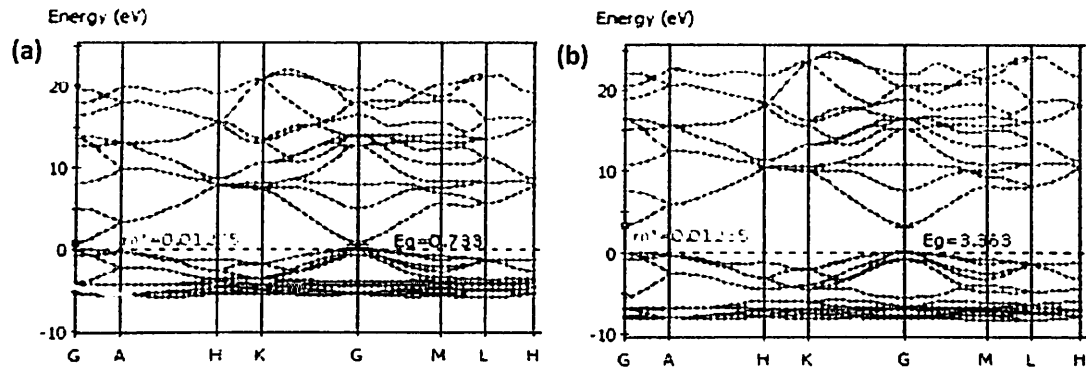 Energy (eV)
(a)
20
10
0
-10
Eg=0.733
G A H K G M L H
Energy (eV)
(b)
20
10
0
-10
Eg=3.363
G A H K G M L H